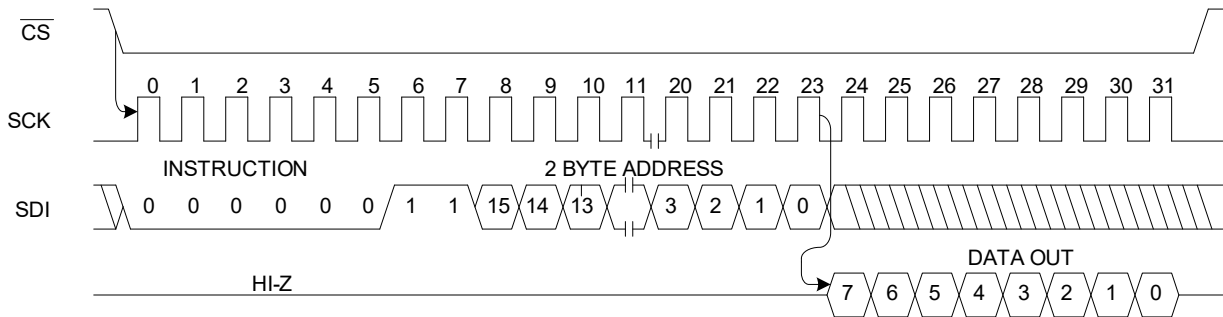 CS
0 1 2 3 4 5 6 7 8 9 10 11 20 21 22 23 24 25 26 27 28 29 30 31
SCK
INSTRUCTION 2 BYTE ADDRESS
SDI 0 0 0 0 0 0 1 1 15 14 13 3 2 1 0
DATA OUT
HI-Z
7 6 5 4 3 2 1 0